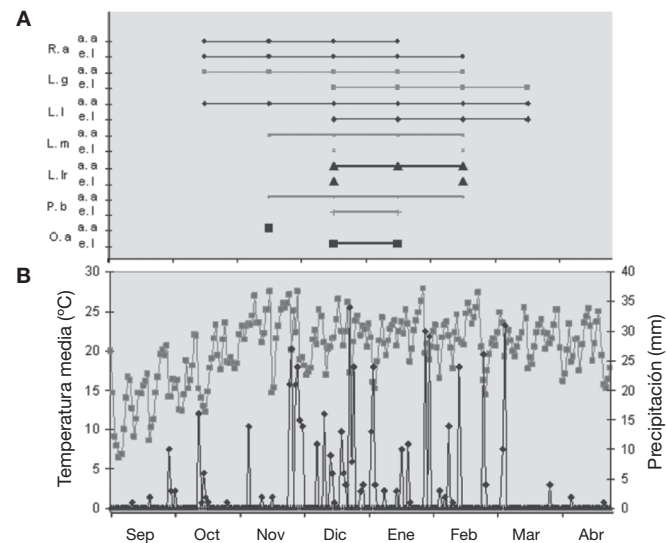 A
R.a
a.a
e.l
L.g
a.a
e.l
L.l
a.a
e.l
L.m
a.a
e.l
L.lr
a.a
e.l
P.b
a.a
e.l
O.a
a.a
e.l
B
Temperatura media (ºC)
30
25
20
15
10
5
0
40
35
30
25
20
15
10
5
0
Precipitación (mm)
Sep Oct Nov Dic Ene Feb Mar Abr